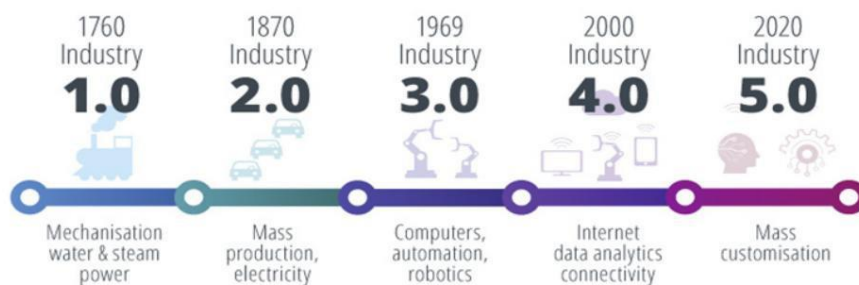 1760
Industry
1.0
Mechanisation
water & steam
power
1870
Industry
2.0
Mass
production,
electricity
1969
Industry
3.0
Computers,
automation,
robotics
2000
Industry
4.0
Internet
data analytics
connectivity
2020
Industry
5.0
Mass
customisation